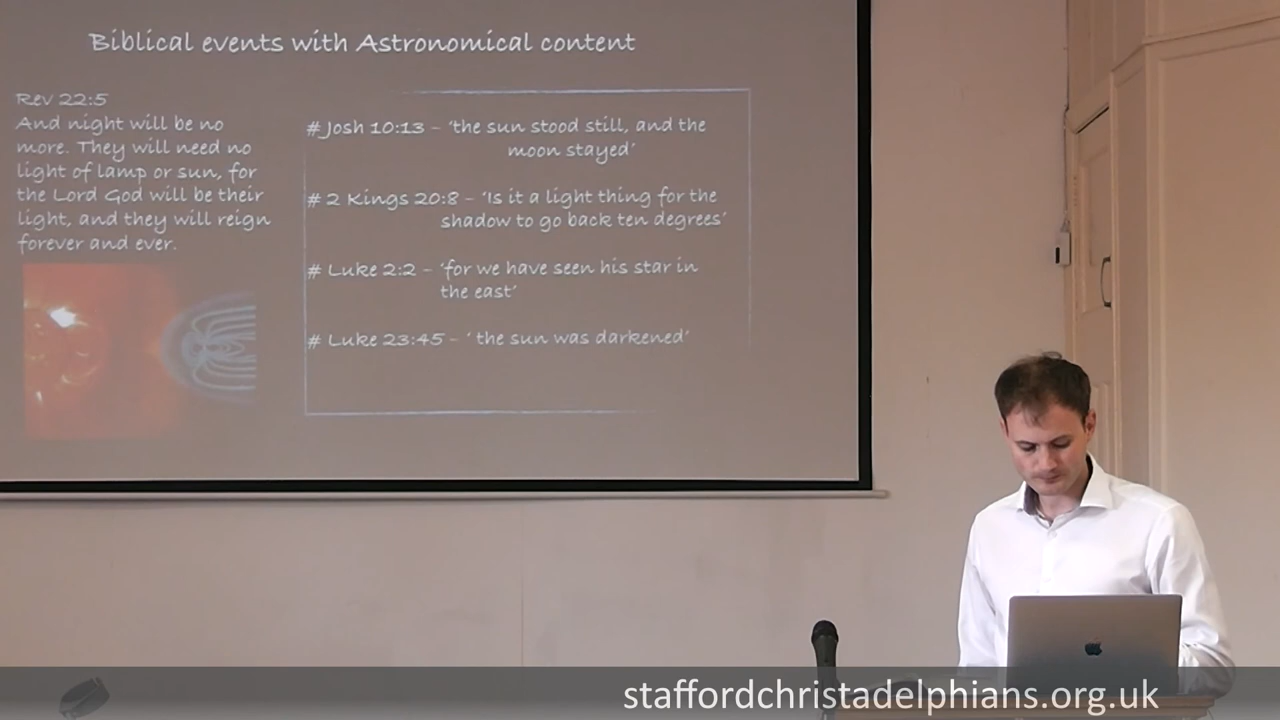 Biblical events with Astronomical content
Rev 22:5
And night will be no
more. They will need no
light of lamp or sun, for
the Lord God will be their
light, and they will reign
forever and ever.
# Josh 10:13 – 'the sun stood still, and the
moon stayed'
# 2 Kings 20:8 – 'Is it a light thing for the
shadow to go back ten degrees'
# Luke 2:2 – 'for we have seen his star in
the east'
# Luke 23:45 – ' the sun was darkened'
staffordchristadelphians.org.uk